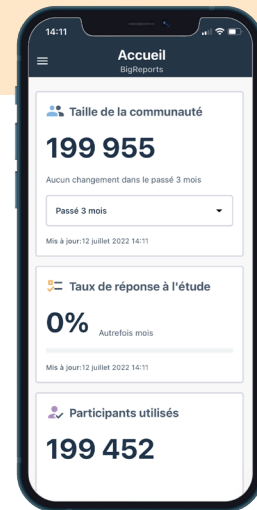 14:11
Accueil
BigReports
Taille de la communauté
199 955
Aucun changement dans le passé 3 mois
Passé 3 mois
Mis à jour:12 juillet 2022 14:11
Taux de réponse à l'étude
0% Autrefois mois
Mis à jour:12 juillet 2022 14:11
Participants utilisés
199 452